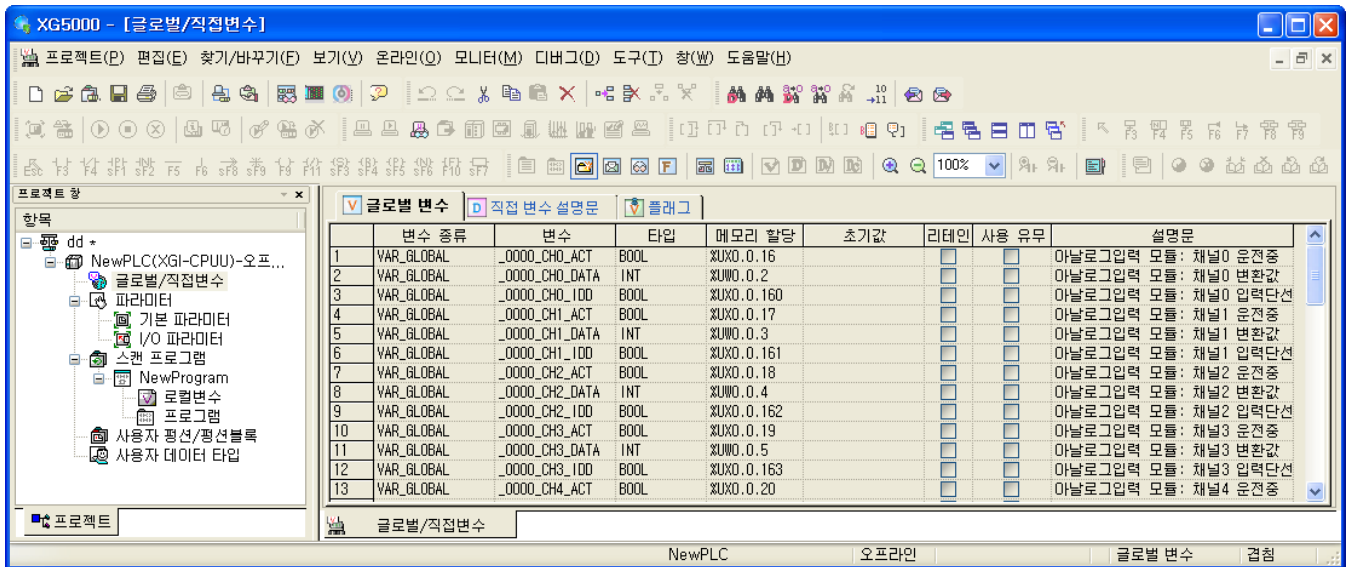 XG5000 - [글로벌/직접변수]
프로젝트(P) 편집(E) 찾기/바꾸기(F) 보기(V) 온라인(O) 모니터(M) 디버그(D) 도구(T) 창(W) 도움말(H)
100%
프로젝트 창
항목
dd *
NewPLC(XGI-CPUU)-오프...
글로벌/직접변수
파라미터
기본 파라미터
I/O 파라미터
스캔 프로그램
NewProgram
로컬변수
프로그램
사용자 펑션/펑션블록
사용자 데이터 타입
프로젝트
글로벌 변수 직접 변수 설명문 플래그
변수 종류 변수 타입 메모리 할당 초기값 리테인 사용 유무 설명문
1 VAR_GLOBAL _0000_CH0_ACT BOOL %UX0.0.16 아날로그입력 모듈: 채널0 운전중
2 VAR_GLOBAL _0000_CH0_DATA INT %UW0.0.2 아날로그입력 모듈: 채널0 변환값
3 VAR_GLOBAL _0000_CH0_IDD BOOL %UX0.0.160 아날로그입력 모듈: 채널0 입력단선
4 VAR_GLOBAL _0000_CH1_ACT BOOL %UX0.0.17 아날로그입력 모듈: 채널1 운전중
5 VAR_GLOBAL _0000_CH1_DATA INT %UW0.0.3 아날로그입력 모듈: 채널1 변환값
6 VAR_GLOBAL _0000_CH1_IDD BOOL %UX0.0.161 아날로그입력 모듈: 채널1 입력단선
7 VAR_GLOBAL _0000_CH2_ACT BOOL %UX0.0.18 아날로그입력 모듈: 채널2 운전중
8 VAR_GLOBAL _0000_CH2_DATA INT %UW0.0.4 아날로그입력 모듈: 채널2 변환값
9 VAR_GLOBAL _0000_CH2_IDD BOOL %UX0.0.162 아날로그입력 모듈: 채널2 입력단선
10 VAR_GLOBAL _0000_CH3_ACT BOOL %UX0.0.19 아날로그입력 모듈: 채널3 운전중
11 VAR_GLOBAL _0000_CH3_DATA INT %UW0.0.5 아날로그입력 모듈: 채널3 변환값
12 VAR_GLOBAL _0000_CH3_IDD BOOL %UX0.0.163 아날로그입력 모듈: 채널3 입력단선
13 VAR_GLOBAL _0000_CH4_ACT BOOL %UX0.0.20 아날로그입력 모듈: 채널4 운전중
글로벌/직접변수
NewPLC 오프라인 글로벌 변수 겹침